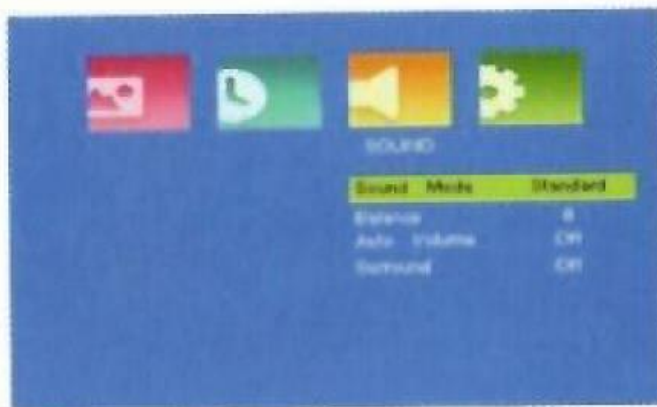 SOUND
Sound Mode Standard
Balance
Auto Volume Off
Surround Off